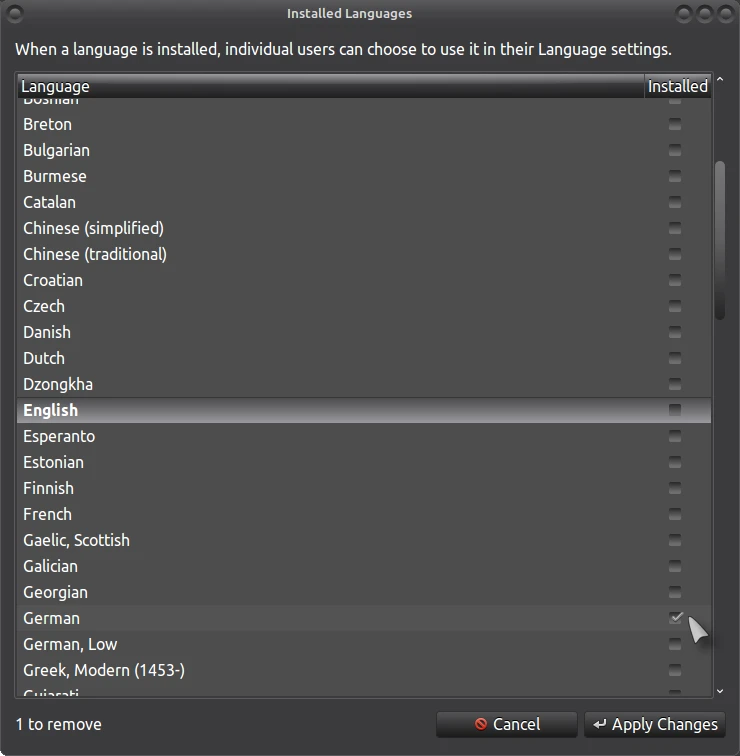 Installed Languages
When a language is installed, individual users can choose to use it in their Language settings.
Language Installed
Bosnian
Breton
Bulgarian
Burmese
Catalan
Chinese (simplified)
Chinese (traditional)
Croatian
Czech
Danish
Dutch
Dzongkha
English
Esperanto
Estonian
Finnish
French
Gaelic, Scottish
Galician
Georgian
German
German, Low
Greek, Modern (1453-)
Gujarati
1 to remove Cancel Apply Changes